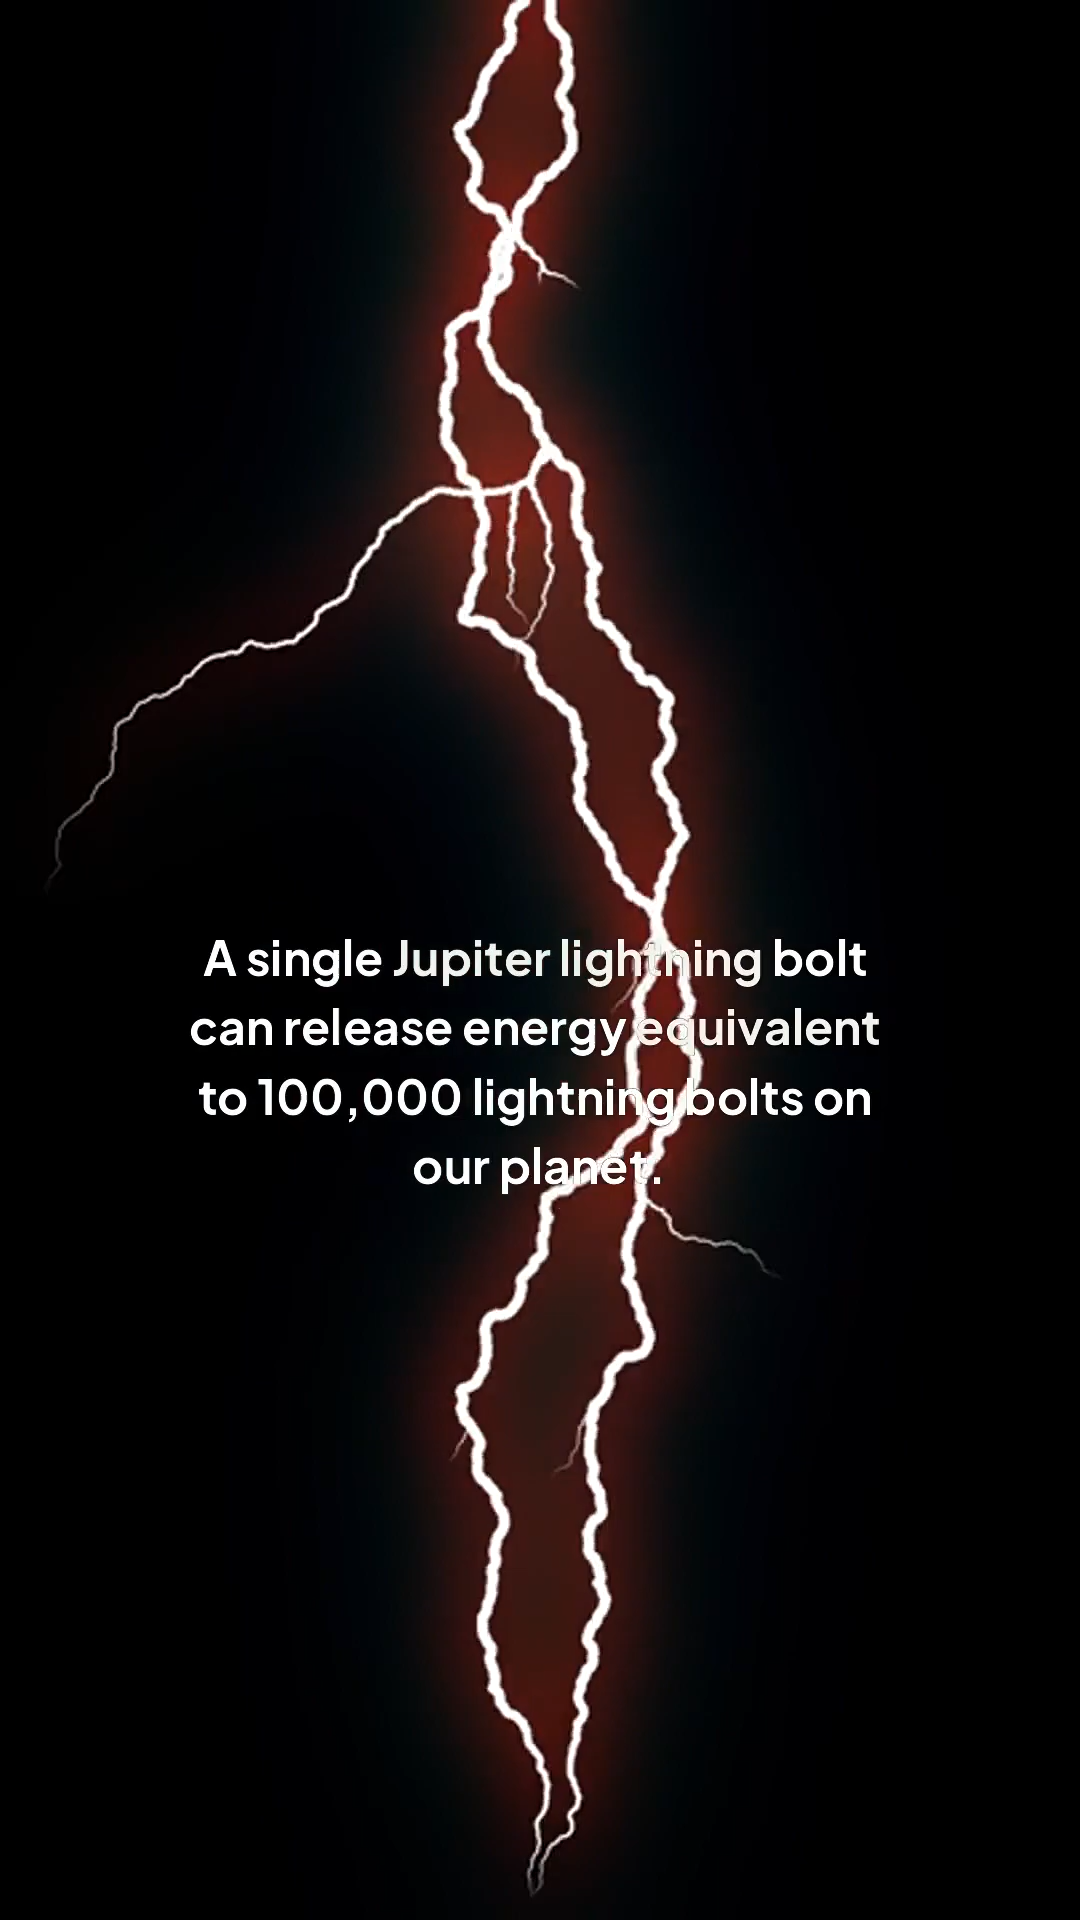 A single Jupiter lightning bolt
can release energy equivalent
to 100,000 lightning bolts on
our planet.